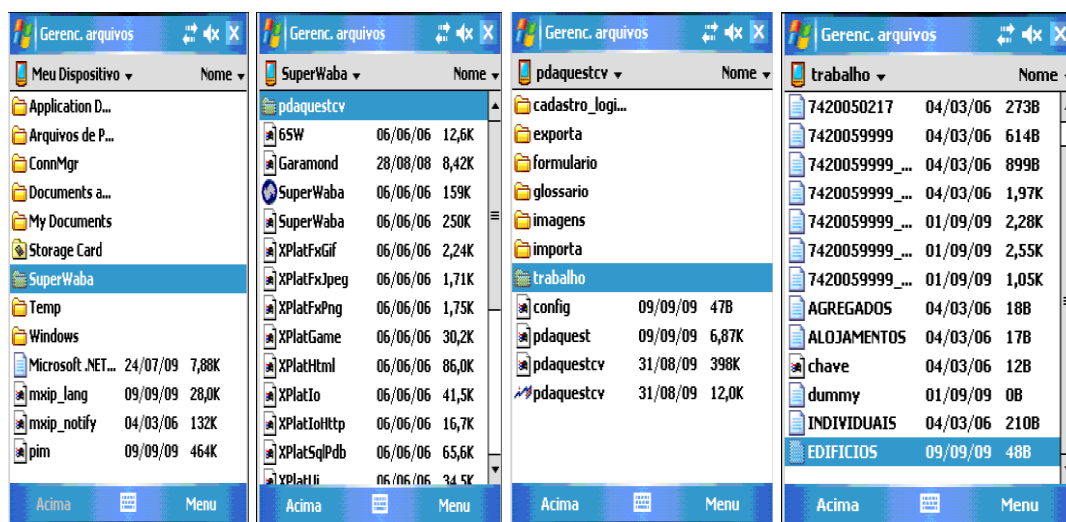 Gerenc. arquivos
Meu Dispositivo Nome
Application D...
Arquivos de P...
ConnMgr
Documents a...
My Documents
Storage Card
SuperWaba
Temp
Windows
Microsoft .NET... 24/07/09 7,88K
mxip_lang 09/09/09 28,0K
mxip_notify 04/03/06 132K
pim 09/09/09 464K
Acima Menu
Gerenc. arquivos
SuperWaba Nome
pdaquestcv
6SW 06/06/06 12,6K
Garamond 28/08/08 8,42K
SuperWaba 06/06/06 159K
SuperWaba 06/06/06 250K
XPlatFxGif 06/06/06 2,24K
XPlatFxJpeg 06/06/06 1,71K
XPlatFxPng 06/06/06 1,75K
XPlatGame 06/06/06 30,2K
XPlatHtml 06/06/06 86,0K
XPlatIo 06/06/06 41,5K
XPlatIoHttp 06/06/06 16,7K
XPlatSqlPdb 06/06/06 65,6K
XPlatUi 06/06/06 34,5K
Acima Menu
Gerenc. arquivos
pdaquestcv Nome
cadastro_logi...
exporta
formulario
glossario
imagens
importa
trabalho
config 09/09/09 47B
pdaquest 09/09/09 6,87K
pdaquestcv 31/08/09 398K
pdaquestcv 31/08/09 12,0K
Acima Menu
Gerenc. arquivos
trabalho Nome
7420050217 04/03/06 273B
7420059999 04/03/06 614B
7420059999_... 04/03/06 899B
7420059999_... 04/03/06 1,97K
7420059999_... 01/09/09 2,28K
7420059999_... 01/09/09 2,55K
7420059999_... 01/09/09 1,05K
AGREGADOS 04/03/06 18B
ALOJAMENTOS 04/03/06 17B
chave 04/03/06 12B
dummy 01/09/09 0B
INDIVIDUAIS 04/03/06 210B
EDIFICIOS 09/09/09 48B
Acima Menu